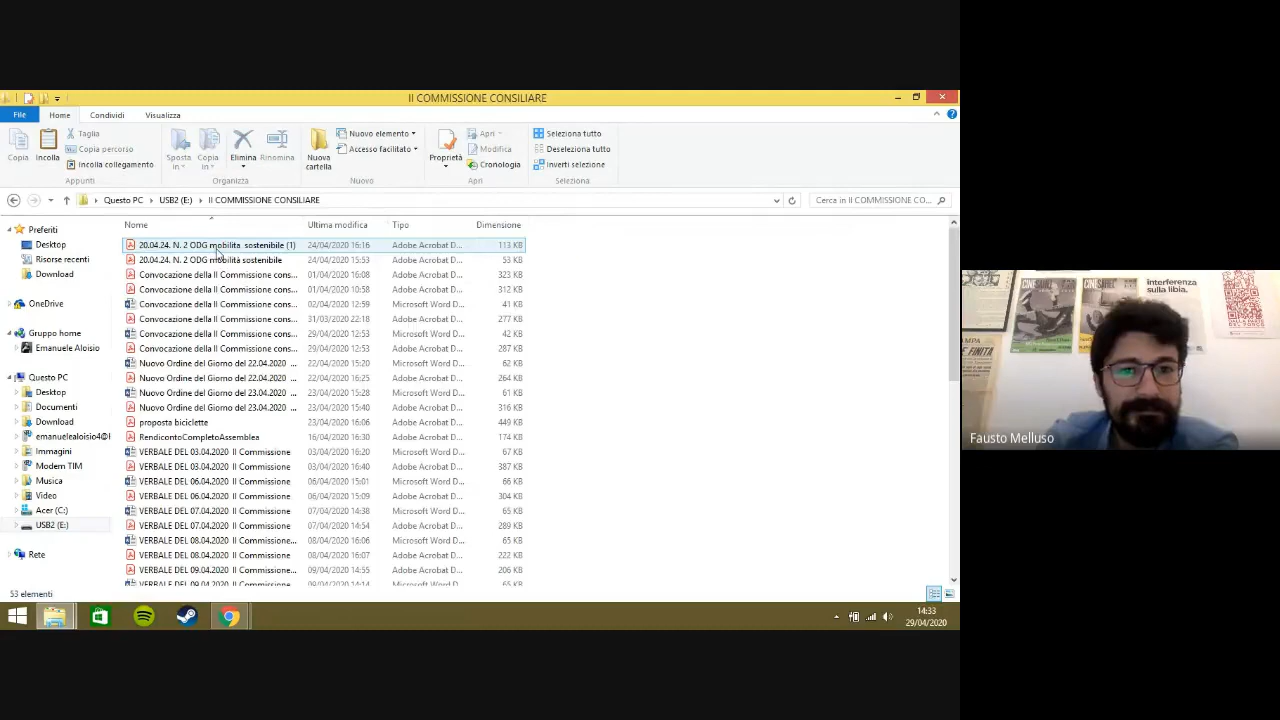 II COMMISSIONE CONSILIARE
File Home Condividi Visualizza
Copia
Incolla
Taglia
Copia percorso
Incolla collegamento
Appunti
Sposta in
Copia in
Elimina
Rinomina
Organizza
Nuova cartella
Nuovo elemento
Accesso facilitato
Nuovo
Proprietà
Apri
Modifica
Cronologia
Apri
Seleziona tutto
Deseleziona tutto
Inverti selezione
Seleziona
Questo PC USB2 (E:) II COMMISSIONE CONSILIARE
Cerca in II COMMISSIONE CO...
Preferiti
Desktop
Risorse recenti
Download
OneDrive
Gruppo home
Emanuele Aloisio
Questo PC
Desktop
Documenti
Download
emanuelealoisio4@l
Immagini
Modem TIM
Musica
Video
Acer (C:)
USB2 (E:)
Rete
Nome Ultima modifica Tipo Dimensione
20.04.24. N. 2 ODG mobilita sostenibile (1) 24/04/2020 16:16 Adobe Acrobat D... 113 KB
20.04.24. N. 2 ODG mobilità sostenibile 24/04/2020 15:53 Adobe Acrobat D... 53 KB
Convocazione della II Commissione cons... 01/04/2020 16:08 Adobe Acrobat D... 323 KB
Convocazione della II Commissione cons... 01/04/2020 10:58 Adobe Acrobat D... 312 KB
Convocazione della II Commissione cons... 02/04/2020 12:59 Microsoft Word D... 41 KB
Convocazione della II Commissione cons... 31/03/2020 22:18 Adobe Acrobat D... 277 KB
Convocazione della II Commissione cons... 29/04/2020 12:53 Microsoft Word D... 42 KB
Convocazione della II Commissione cons... 29/04/2020 12:53 Adobe Acrobat D... 287 KB
Nuovo Ordine del Giorno del 22.04.2020 ... 22/04/2020 15:20 Microsoft Word D... 62 KB
Nuovo Ordine del Giorno del 22.04.2020 ... 22/04/2020 16:25 Adobe Acrobat D... 264 KB
Nuovo Ordine del Giorno del 23.04.2020 ... 23/04/2020 15:28 Microsoft Word D... 61 KB
Nuovo Ordine del Giorno del 23.04.2020 ... 23/04/2020 15:40 Adobe Acrobat D... 316 KB
proposta biciclette 23/04/2020 16:06 Adobe Acrobat D... 449 KB
RendicontoCompletoAssemblea 16/04/2020 16:30 Adobe Acrobat D... 174 KB
VERBALE DEL 03.04.2020 II Commissione 03/04/2020 16:20 Microsoft Word D... 67 KB
VERBALE DEL 03.04.2020 II Commissione 03/04/2020 16:40 Adobe Acrobat D... 387 KB
VERBALE DEL 06.04.2020 II Commissione 06/04/2020 15:01 Microsoft Word D... 66 KB
VERBALE DEL 06.04.2020 II Commissione 06/04/2020 15:09 Adobe Acrobat D... 304 KB
VERBALE DEL 07.04.2020 II Commissione 07/04/2020 14:38 Microsoft Word D... 65 KB
VERBALE DEL 07.04.2020 II Commissione 07/04/2020 14:54 Adobe Acrobat D... 289 KB
VERBALE DEL 08.04.2020 II Commissione... 08/04/2020 16:06 Microsoft Word D... 65 KB
VERBALE DEL 08.04.2020 II Commissione 08/04/2020 16:07 Adobe Acrobat D... 222 KB
VERBALE DEL 09.04.2020 II Commissione... 09/04/2020 14:55 Adobe Acrobat D... 206 KB
VERBALE DEL 09.04.2020 II Commissione... 09/04/2020 14:14 Microsoft Word D... 65 KB
53 elementi
14:33
29/04/2020
interferenza
sulla libia.
Fausto Melluso